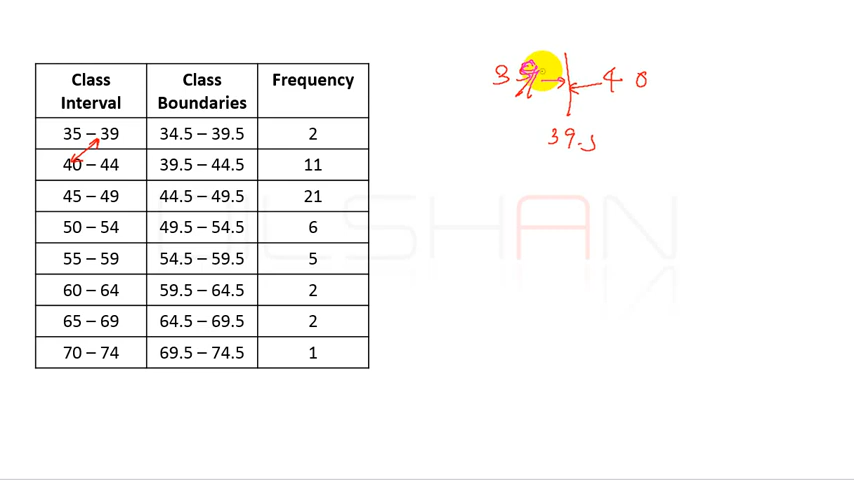 Class Interval | Class Boundaries | Frequency
35 – 39 | 34.5 – 39.5 | 2
40 – 44 | 39.5 – 44.5 | 11
45 – 49 | 44.5 – 49.5 | 21
50 – 54 | 49.5 – 54.5 | 6
55 – 59 | 54.5 – 59.5 | 5
60 – 64 | 59.5 – 64.5 | 2
65 – 69 | 64.5 – 69.5 | 2
70 – 74 | 69.5 – 74.5 | 1
39 40
39.5